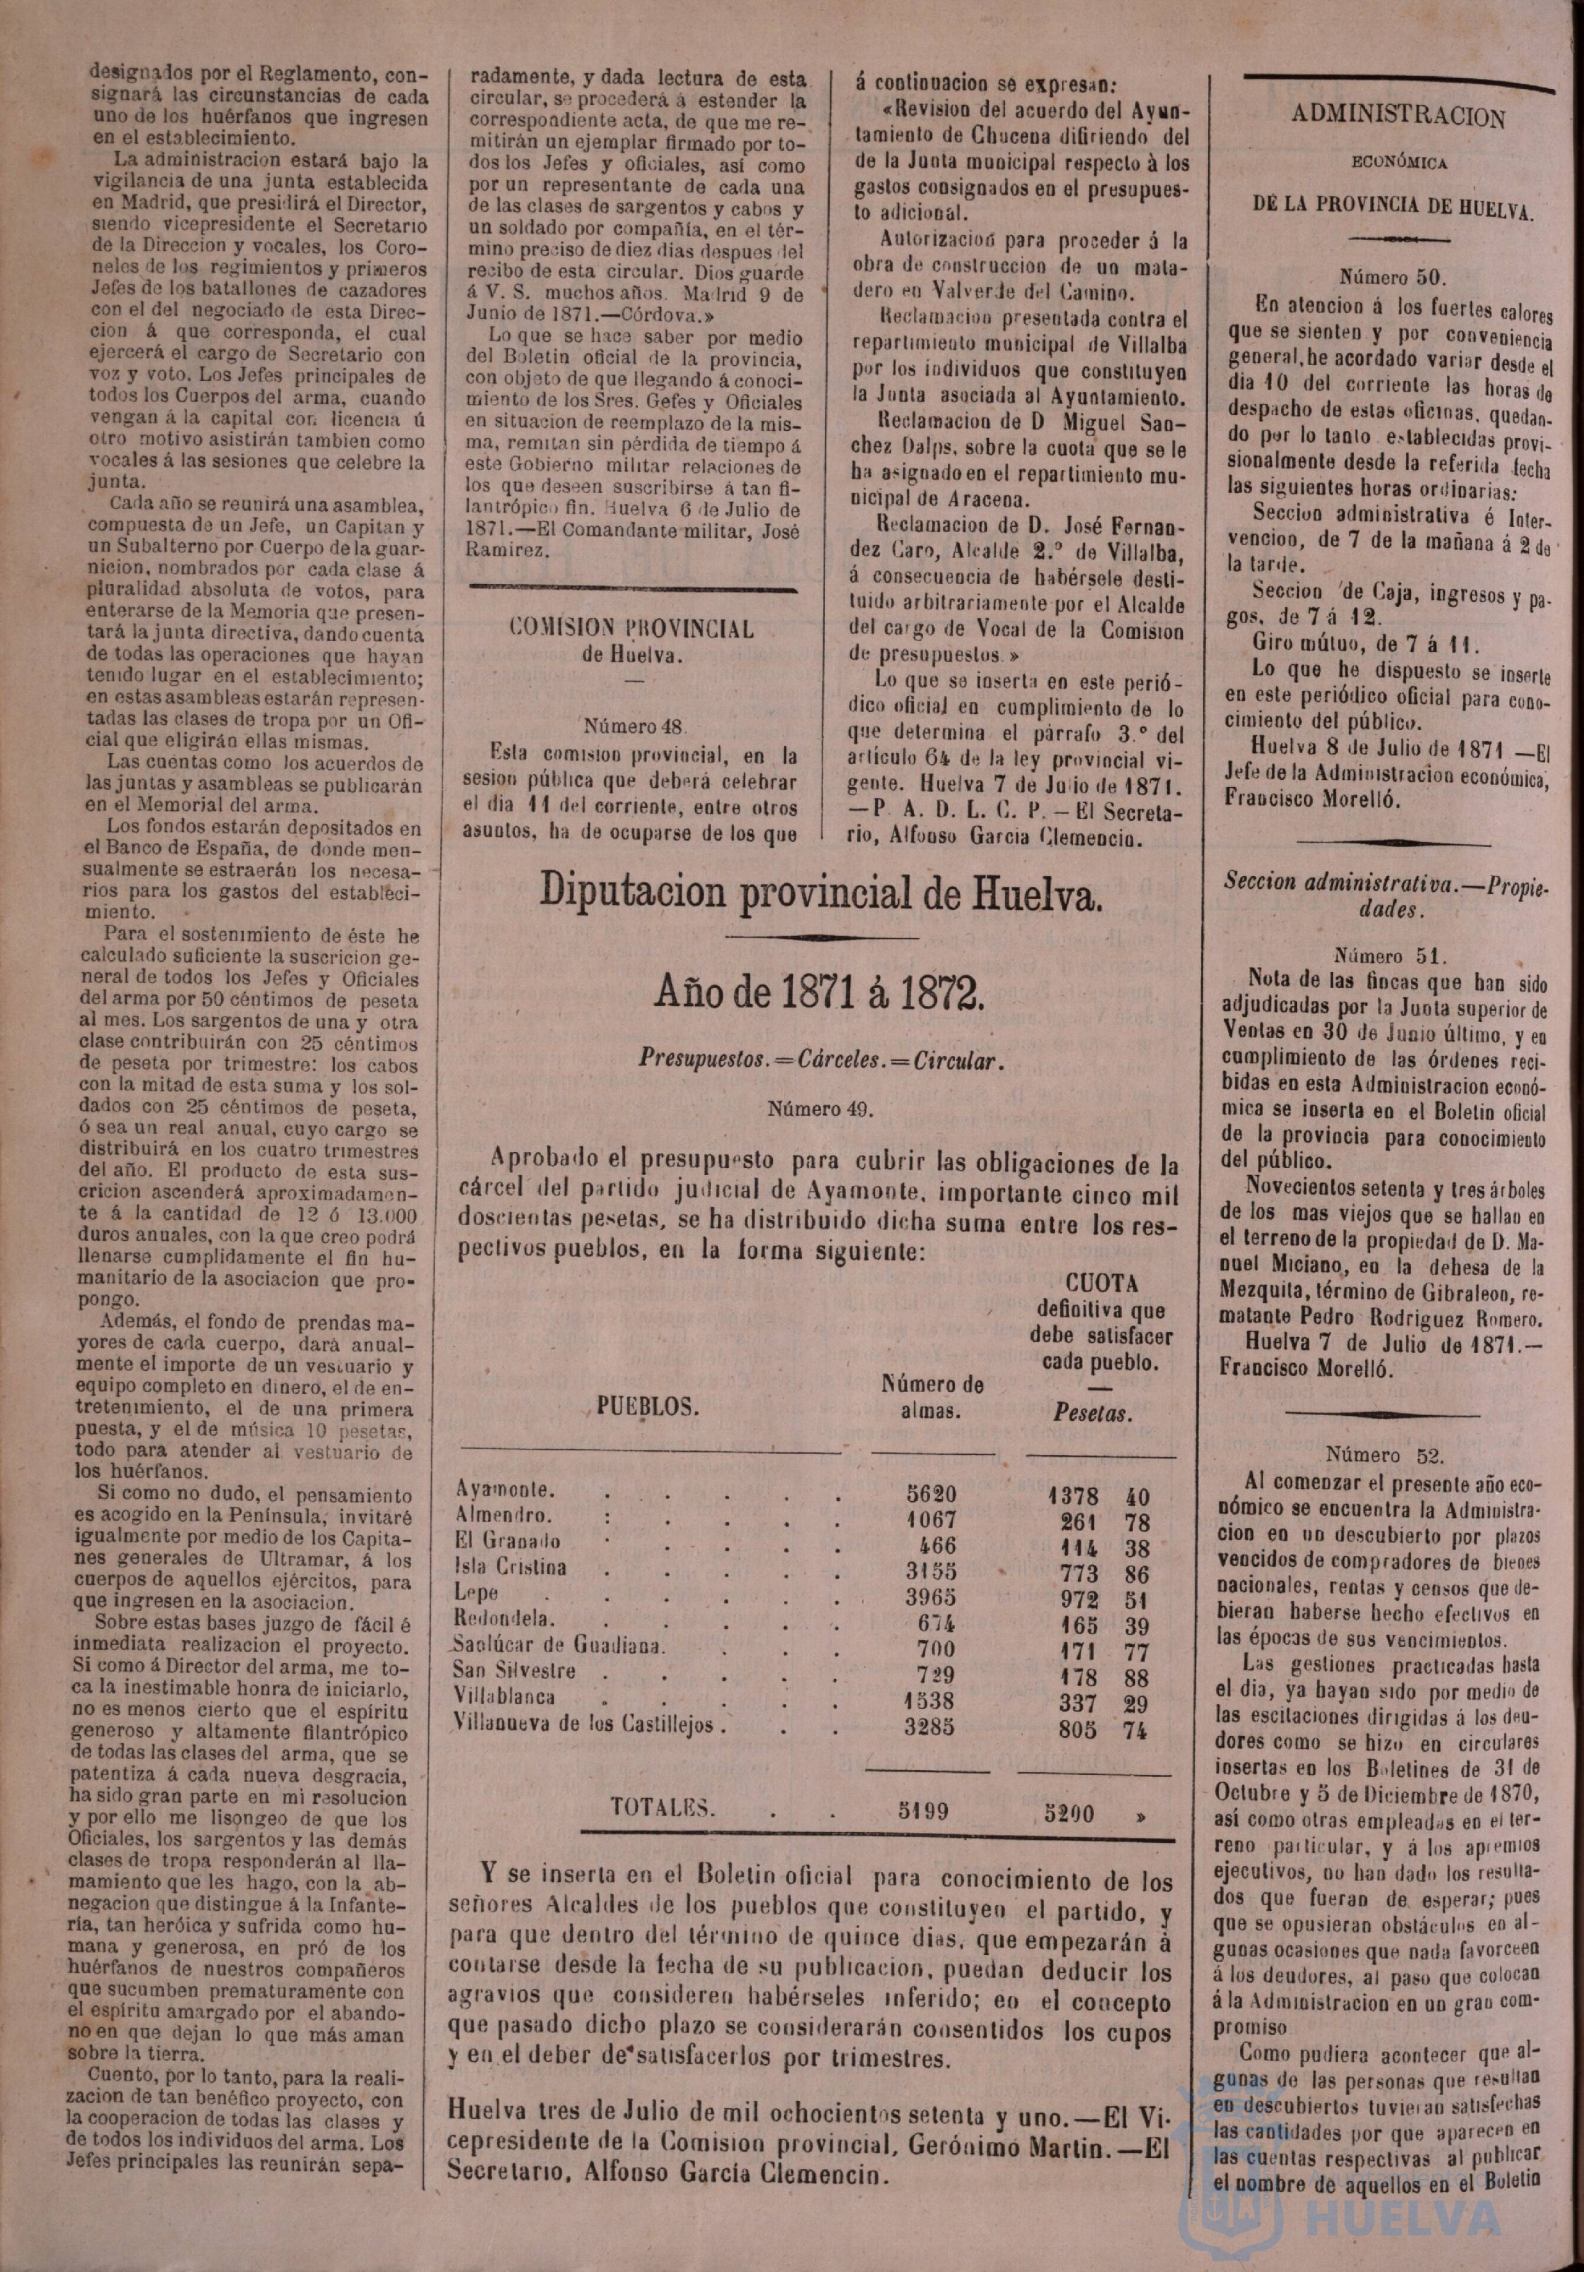 designados por el Reglamento, con-
signará las circunstancias de cada
uno de los huérfanos que ingresen
en el establecimiento.
La administracion estará bajo la
vigilancia de una junta establecida
en Madrid, que presidirá el Director,
siendo vicepresidente el Secretario
de la Direccion y vocales, los Coro-
neles de los regimientos y primeros
Jefes de los batallones de cazadores
con el del negociado de esta Direc-
cion á que corresponda, el cual
ejercerá el cargo de Secretario con
voz y voto. Los Jefes principales de
todos los Cuerpos del arma, cuando
vengan á la capital con licencia ú
otro motivo asistirán tambien como
vocales á las sesiones que celebre la
junta.
Cada año se reunirá una asamblea,
compuesta de un Jefe, un Capitan y
un Subalterno por Cuerpo de la guar-
nicion, nombrados por cada clase á
pluralidad absoluta de votos, para
enterarse de la Memoria que presen-
tará la junta directiva, dando cuenta
de todas las operaciones que hayan
tenido lugar en el establecimiento;
en estas asambleas estarán represen-
tadas las clases de tropa por un Ofi-
cial que eligirán ellas mismas.
Las cuentas como los acuerdos de
las juntas y asambleas se publicarán
en el Memorial del arma.
Los fondos estarán depositados en
el Banco de España, de donde men-
sualmente se estraerán los necesa-
rios para los gastos del estableci-
miento.
Para el sostenimiento de éste he
calculado suficiente la suscricion ge-
neral de todos los Jefes y Oficiales
del arma por 50 céntimos de peseta
al mes. Los sargentos de una y otra
clase contribuirán con 25 céntimos
de peseta por trimestre: los cabos
con la mitad de esta suma y los sol-
dados con 25 céntimos de peseta,
ó sea un real anual, cuyo cargo se
distribuirá en los cuatro trimestres
del año. El producto de esta sus-
cricion ascenderá aproximadamen-
te á la cantidad de 12 ó 13.000
duros anuales, con la que creo podrá
llenarse cumplidamente el fin hu-
manitario de la asociacion que pro-
pongo.
Además, el fondo de prendas ma-
yores de cada cuerpo, dará anual-
mente el importe de un vestuario y
equipo completo en dinero, el de en-
tretenimiento, el de una primera
puesta, y el de música 10 pesetas,
todo para atender al vestuario de
los huérfanos.
Si como no dudo, el pensamiento
es acogido en la Península, invitaré
igualmente por medio de los Capita-
nes generales de Ultramar, á los
cuerpos de aquellos ejércitos, para
que ingresen en la asociacion.
Sobre estas bases juzgo de fácil é
inmediata realizacion el proyecto.
Si como á Director del arma, me to-
ca la inestimable honra de iniciarlo,
no es menos cierto que el espíritu
generoso y altamente filantrópico
de todas las clases del arma, que se
patentiza á cada nueva desgracia,
ha sido gran parte en mi resolucion
y por ello me lisongeo de que los
Oficiales, los sargentos y las demás
clases de tropa responderán al lla-
mamiento que les hago, con la ab-
negacion que distingue á la Infante-
ría, tan heróica y sufrida como hu-
mana y generosa, en pró de los
huérfanos de nuestros compañeros
que sucumben prematuramente con
el espíritu amargado por el abando-
no en que dejan lo que más aman
sobre la tierra.
Cuento, por lo tanto, para la reali-
zacion de tan benéfico proyecto, con
la cooperacion de todas las clases y
de todos los individuos del arma. Los
Jefes principales las reunirán sepa-
radamente, y dada lectura de esta
circular, se procederá á estender la
correspondiente acta, de que me re-
mitirán un ejemplar firmado por to-
dos los Jefes y oficiales, así como
por un representante de cada una
de las clases de sargentos y cabos y
un soldado por compañía, en el tér-
mino preciso de diez dias despues del
recibo de esta circular. Dios guarde
á V. S. muchos años. Madrid 9 de
Junio de 1871.—Córdova.»
Lo que se hace saber por medio
del Boletin oficial de la provincia,
con objeto de que llegando á conoci-
miento de los Sres. Gefes y Oficiales
en situacion de reemplazo de la mis-
ma, remitan sin pérdida de tiempo á
este Gobierno militar relaciones de
los que deseen suscribirse á tan fi-
lantrópico fin. Huelva 6 de Julio de
1871.—El Comandante militar, José
Ramirez.
COMISION PROVINCIAL
de Huelva.
Número 48.
Esta comision provincial, en la
sesion pública que deberá celebrar
el dia 11 del corriente, entre otros
asuntos, ha de ocuparse de los que
á continuacion se expresan:
«Revision del acuerdo del Ayun-
tamiento de Chucena difiriendo del
de la Junta municipal respecto à los
gastos consignados en el presupues-
to adicional.
Autorizacion para proceder á la
obra de construccion de un mata-
dero en Valverde del Camino.
Reclamacion presentada contra el
repartimiento municipal de Villalba
por los individuos que constituyen
la Junta asociada al Ayuntamiento.
Reclamacion de D Miguel San-
chez Dalps, sobre la cuota que se le
ha asignado en el repartimiento mu-
nicipal de Aracena.
Reclamacion de D. José Fernan-
dez Caro, Alcalde 2.º de Villalba,
á consecuencia de habérsele desti-
tuido arbitrariamente por el Alcalde
del cargo de Vocal de la Comision
de presupuestos.»
Lo que se inserta en este perió-
dico oficial en cumplimiento de lo
que determina el párrafo 3.º del
artículo 64 de la ley provincial vi-
gente. Huelva 7 de Julio de 1871.
—P. A. D. L. C. P.—El Secreta-
rio, Alfonso Garcia Clemencin.
Diputacion provincial de Huelva.
Año de 1871 á 1872.
Presupuestos.=Cárceles.=Circular.
Número 49.
Aprobado el presupuesto para cubrir las obligaciones de la
cárcel del partido judicial de Ayamonte, importante cinco mil
doscientas pesetas, se ha distribuido dicha suma entre los res-
pectivos pueblos, en la forma siguiente:
CUOTA
definitiva que
debe satisfacer
cada pueblo.
—
PUEBLOS. Número de almas. Pesetas.
Ayamonte. . . . . . 5620 1378 40
Almendro. : . . . . 1067 261 78
El Granado . . . . . 466 114 38
Isla Cristina . . . . . 3155 773 86
Lepe . . . . . . 3965 972 51
Redondela. . . . . . 674 165 39
Sanlúcar de Guadiana. . . . 700 171 77
San Silvestre . . . . . 729 178 88
Villablanca . . . . . 1538 337 29
Villanueva de los Castillejos . . . 3285 805 74
TOTALES. . . 5199 5200 »
Y se inserta en el Boletin oficial para conocimiento de los
señores Alcaldes de los pueblos que constituyen el partido, y
para que dentro del término de quince dias, que empezarán à
contarse desde la fecha de su publicacion, puedan deducir los
agravios que consideren habérseles inferido; en el concepto
que pasado dicho plazo se considerarán consentidos los cupos
y en el deber de satisfacerlos por trimestres.
Huelva tres de Julio de mil ochocientos setenta y uno.—El Vi-
cepresidente de la Comision provincial, Gerónimo Martin.—El
Secretario, Alfonso García Clemencin.
ADMINISTRACION
ECONÓMICA
DE LA PROVINCIA DE HUELVA.
Número 50.
En atencion á los fuertes calores
que se sienten y por conveniencia
general, he acordado variar desde el
dia 10 del corriente las horas de
despacho de estas oficinas, quedan-
do por lo tanto establecidas provi-
sionalmente desde la referida fecha
las siguientes horas ordinarias:
Seccion administrativa é Inter-
vencion, de 7 de la mañana á 2 de
la tarde.
Seccion de Caja, ingresos y pa-
gos, de 7 á 12.
Giro mútuo, de 7 á 11.
Lo que he dispuesto se inserte
en este periódico oficial para cono-
cimiento del público.
Huelva 8 de Julio de 1871—El
Jefe de la Administracion económica,
Francisco Morelló.
Seccion administrativa.—Propie-
dades.
Número 51.
Nota de las fincas que han sido
adjudicadas por la Junta superior de
Ventas en 30 de Junio último, y en
cumplimiento de las órdenes reci-
bidas en esta Administracion econó-
mica se inserta en el Boletin oficial
de la provincia para conocimiento
del público.
Novecientos setenta y tres árboles
de los mas viejos que se hallan en
el terreno de la propiedad de D. Ma-
nuel Miciano, en la dehesa de la
Mezquita, término de Gibraleon, re-
matante Pedro Rodriguez Romero.
Huelva 7 de Julio de 1871.—
Francisco Morelló.
Número 52.
Al comenzar el presente año eco-
nómico se encuentra la Administra-
cion en un descubierto por plazos
vencidos de compradores de bienes
nacionales, rentas y censos que de-
bieran haberse hecho efectivos en
las épocas de sus vencimientos.
Las gestiones practicadas hasta
el dia, ya hayan sido por medio de
las escitaciones dirigidas á los deu-
dores como se hizo en circulares
insertas en los Boletines de 31 de
Octubre y 5 de Diciembre de 1870,
así como otras empleadas en el ter-
reno particular, y á los apremios
ejecutivos, no han dado los resulta-
dos que fueran de esperar; pues
que se opusieran obstáculos en al-
gunas ocasiones que nada favorecen
á los deudores, al paso que colocan
á la Administracion en un gran com-
promiso
Como pudiera acontecer que al-
gunas de las personas que resultan
en descubiertos tuvieran satisfechas
las cantidades por que aparecen en
las cuentas respectivas al publicar
el nombre de aquellos en el Boletin
HUELVA